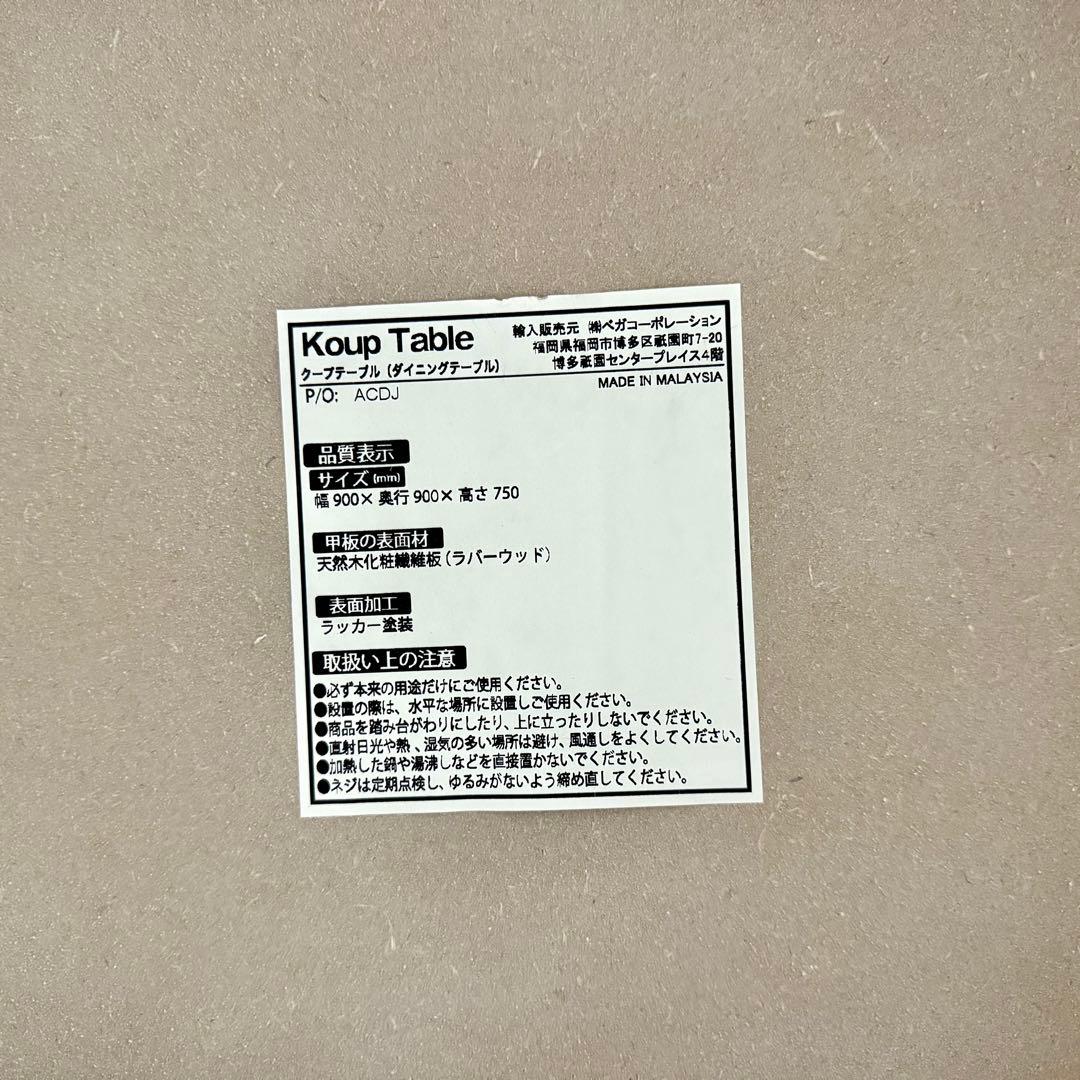 Koup Table
クープテーブル（ダイニングテーブル）
輸入販売元 ㈱ベガコーポレーション
福岡県福岡市博多区祇園町7-20
博多祇園センタープレイス4階
P/O: ACDJ
MADE IN MALAYSIA
品質表示
サイズ(mm)
幅 900× 奥行 900× 高さ 750
甲板の表面材
天然木化粧繊維板（ラバーウッド）
表面加工
ラッカー塗装
取扱い上の注意
●必ず本来の用途だけにご使用ください。
●設置の際は、水平な場所に設置しご使用ください。
●商品を踏み台がわりにしたり、上に立ったりしないでください。
●直射日光や熱、湿気の多い場所は避け、風通しをよくしてください。
●加熱した鍋や湯沸しなどを直接置かないでください。
●ネジは定期点検し、ゆるみがないよう締め直してください。